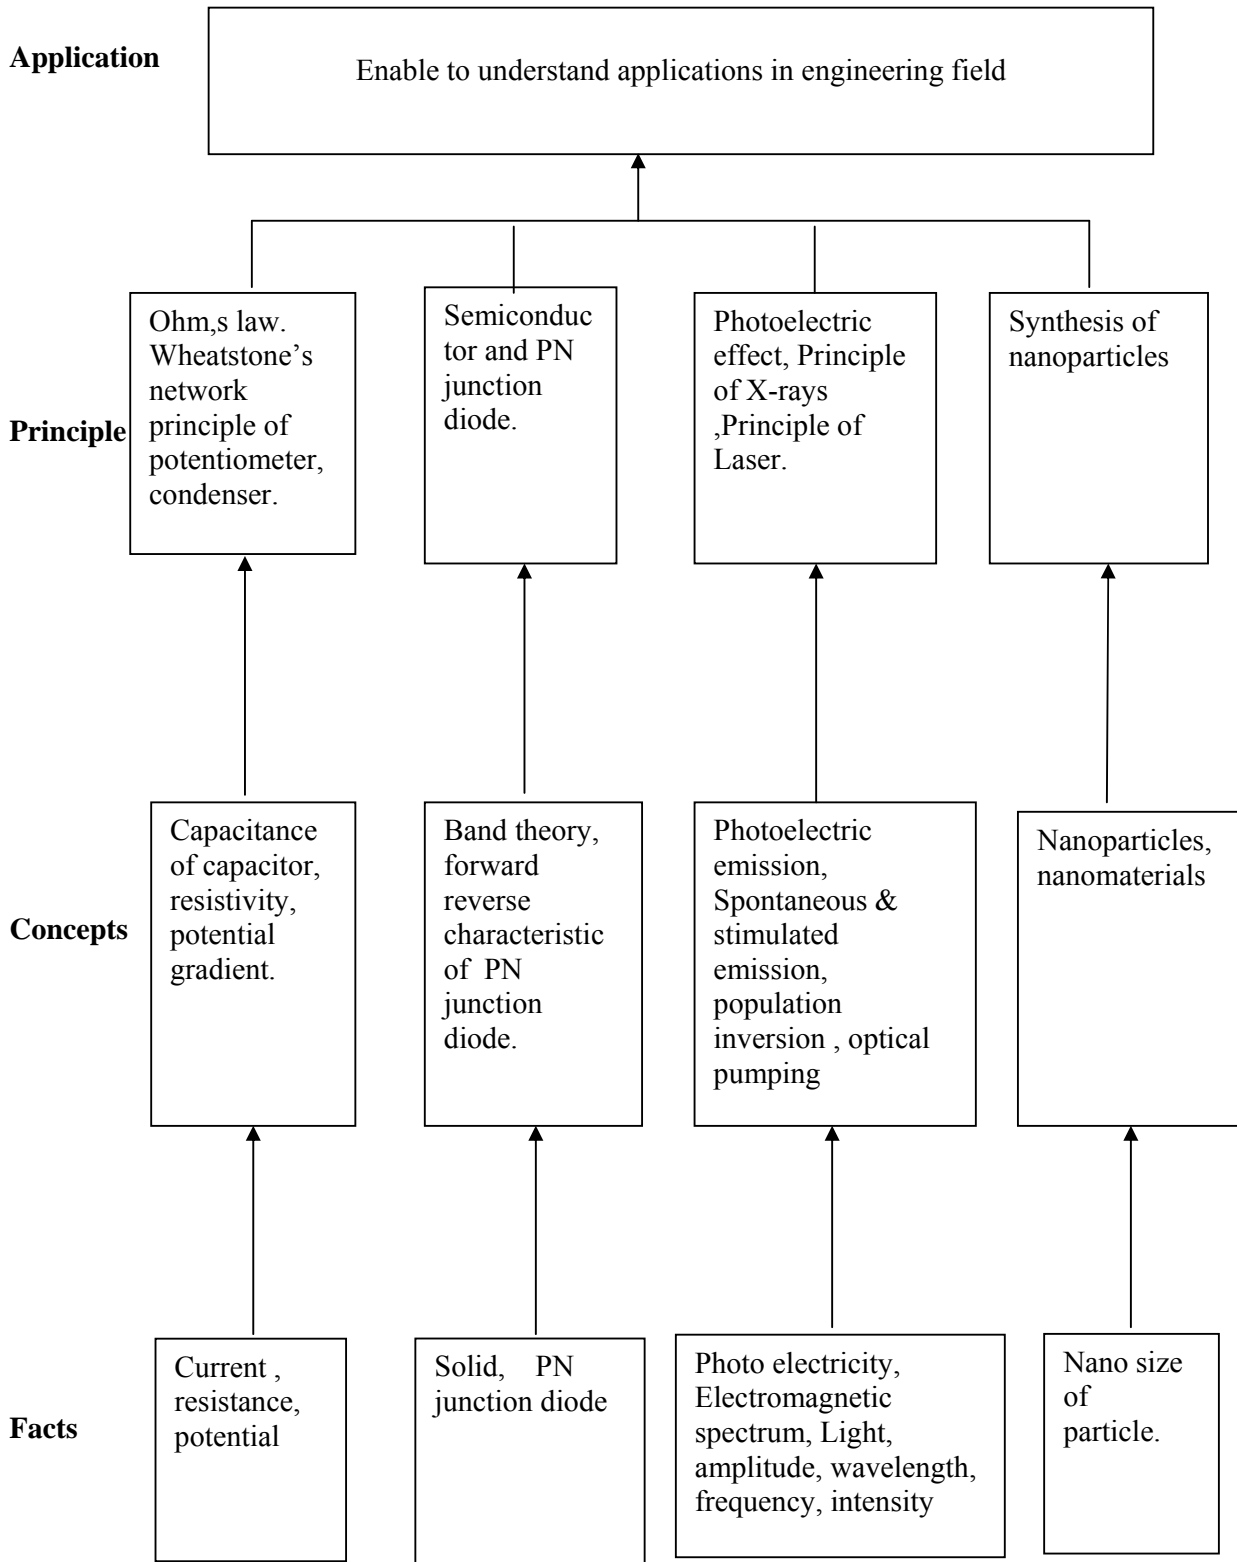 Application
Enable to understand applications in engineering field
Principle
Ohm,s law.
Wheatstone’s
network
principle of
potentiometer,
condenser.
Semiconduc
tor and PN
junction
diode.
Photoelectric
effect, Principle
of X-rays
,Principle of
Laser.
Synthesis of
nanoparticles
Concepts
Capacitance
of capacitor,
resistivity,
potential
gradient.
Band theory,
forward
reverse
characteristic
of PN
junction
diode.
Photoelectric
emission,
Spontaneous &
stimulated
emission,
population
inversion , optical
pumping
Nanoparticles,
nanomaterials
Facts
Current ,
resistance,
potential
Solid, PN
junction diode
Photo electricity,
Electromagnetic
spectrum, Light,
amplitude, wavelength,
frequency, intensity
Nano size
of
particle.